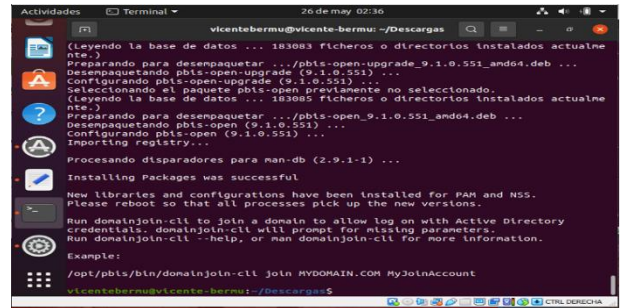 Actividades
Terminal
26 de may 02:36
vicentebermu@vicente-bermu: ~/Descargas
(Leyendo la base de datos ... 183083 ficheros o directorios instalados actualme
nte.)
Preparando para desempaquetar .../pbis-open-upgrade_9.1.0.551_amd64.deb ...
Desempaquetando pbis-open-upgrade (9.1.0.551) ...
Configurando pbis-open-upgrade (9.1.0.551) ...
Seleccionando el paquete pbis-open previamente no seleccionado.
(Leyendo la base de datos ... 183085 ficheros o directorios instalados actualme
nte.)
Preparando para desempaquetar .../pbis-open_9.1.0.551_amd64.deb ...
Desempaquetando pbis-open (9.1.0.551) ...
Configurando pbis-open (9.1.0.551) ...
Importing registry...
Procesando disparadores para man-db (2.9.1-1) ...
Installing Packages was successful
New libraries and configurations have been installed for PAM and NSS.
Please reboot so that all processes pick up the new versions.
Run domainjoin-cli to join a domain to allow log on with Active Directory
credentials. domainjoin-cli will prompt for missing parameters.
Run domainjoin-cli --help, or man domainjoin-cli for more information.
Example:
/opt/pbis/bin/domainjoin-cli join MYDOMAIN.COM MyJoinAccount
vicentebermu@vicente-bermu:~/Descargas$
CTRL DERECHA